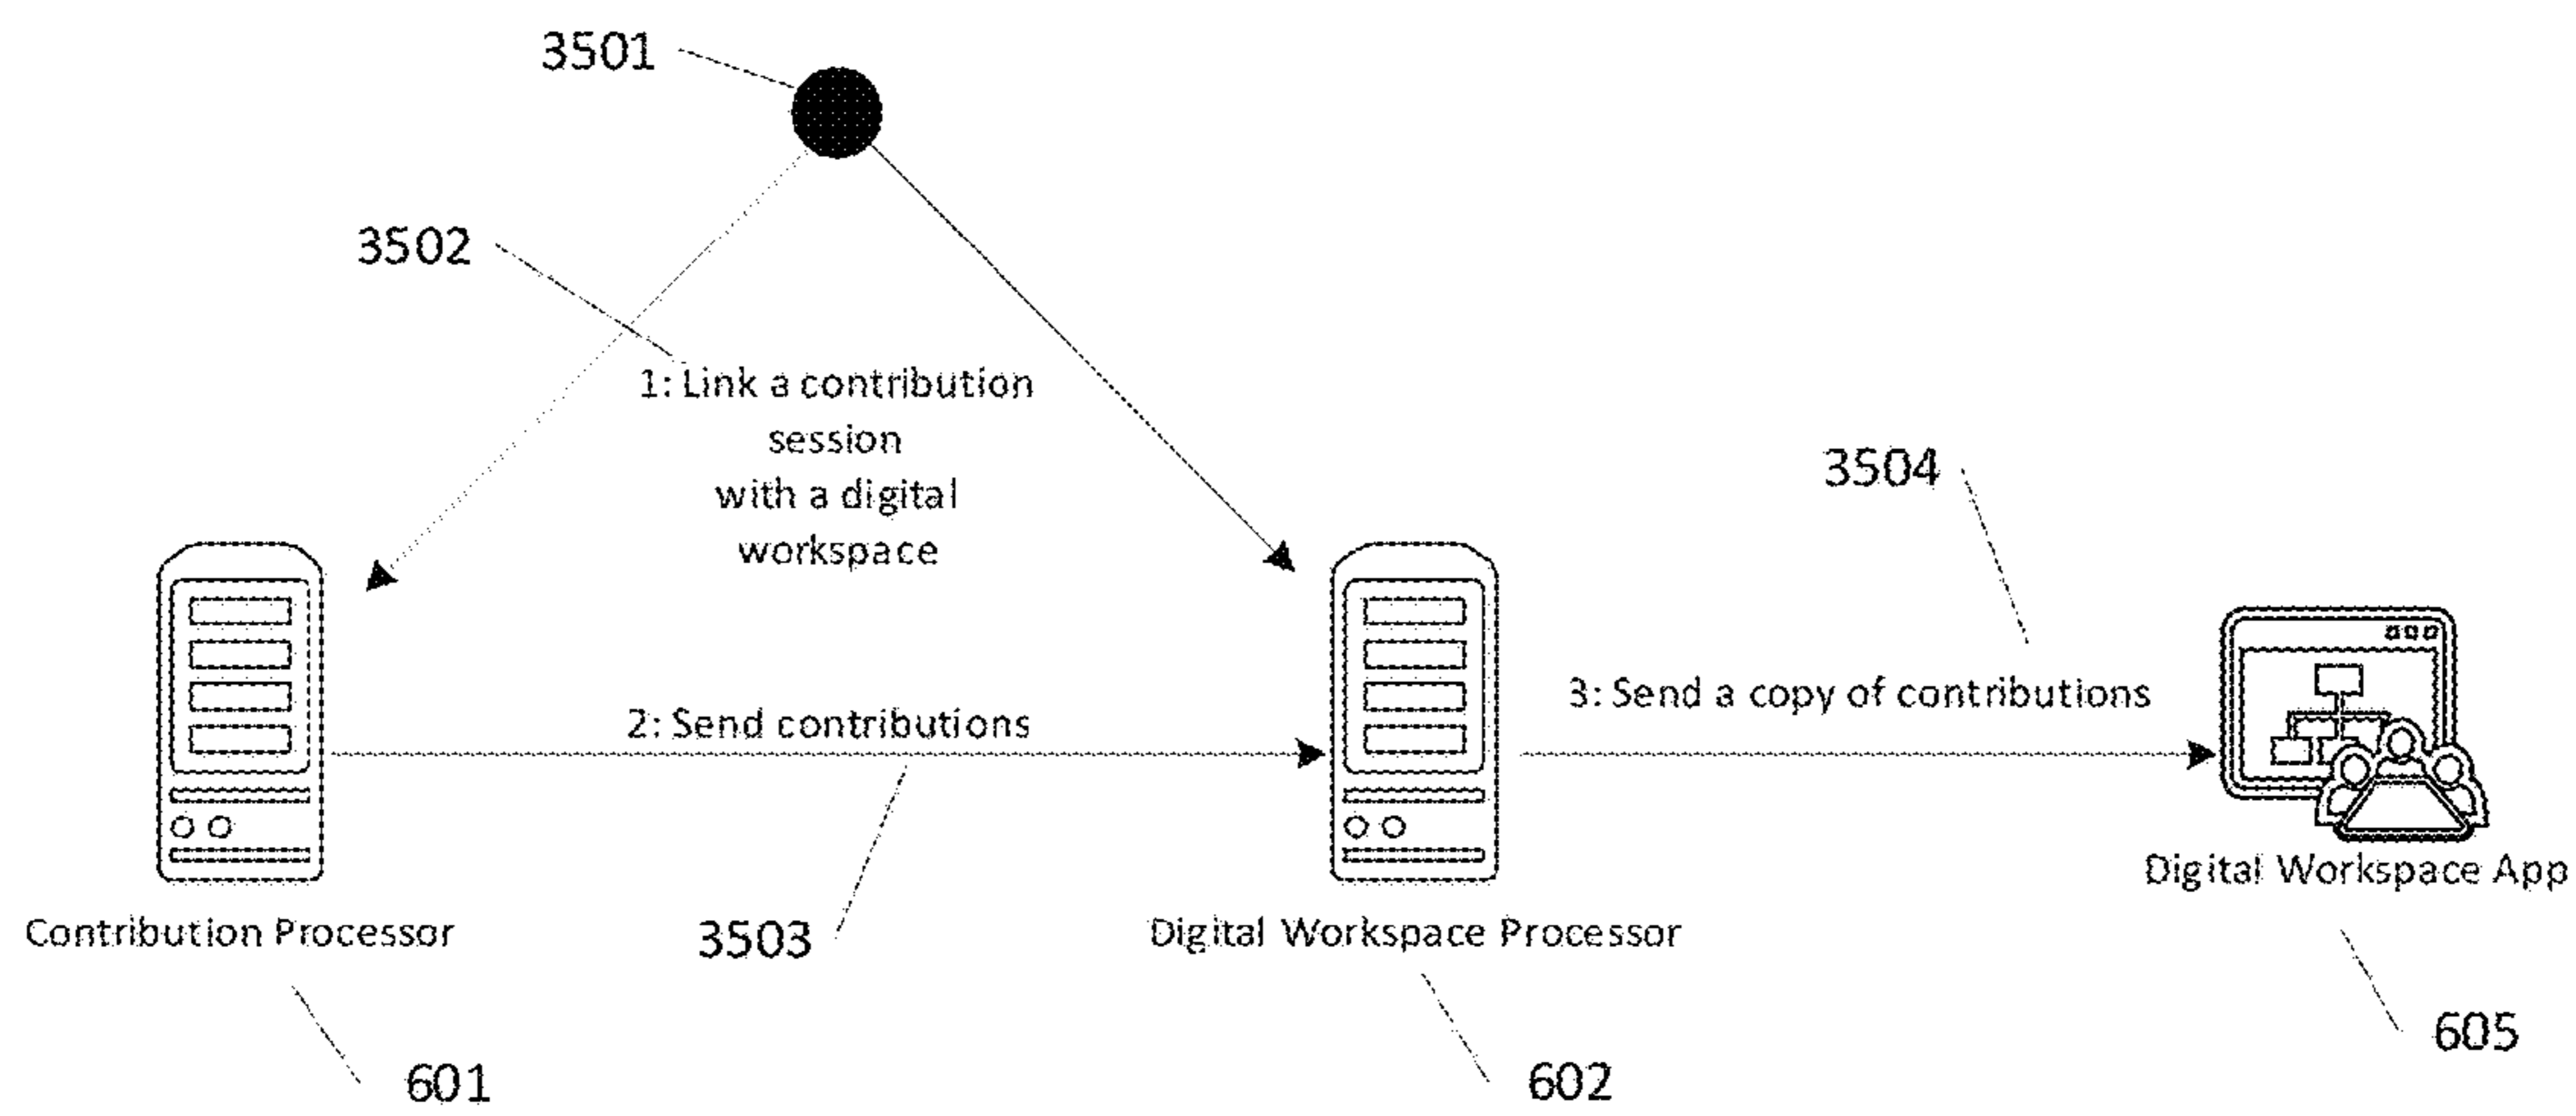 3501
3502
1: Link a contribution
session
with a digital
workspace
3504
3: Send a copy of contributions
2: Send contributions
Digital Workspace App
Contribution Processor
3503
Digital Workspace Processor
605
601
602